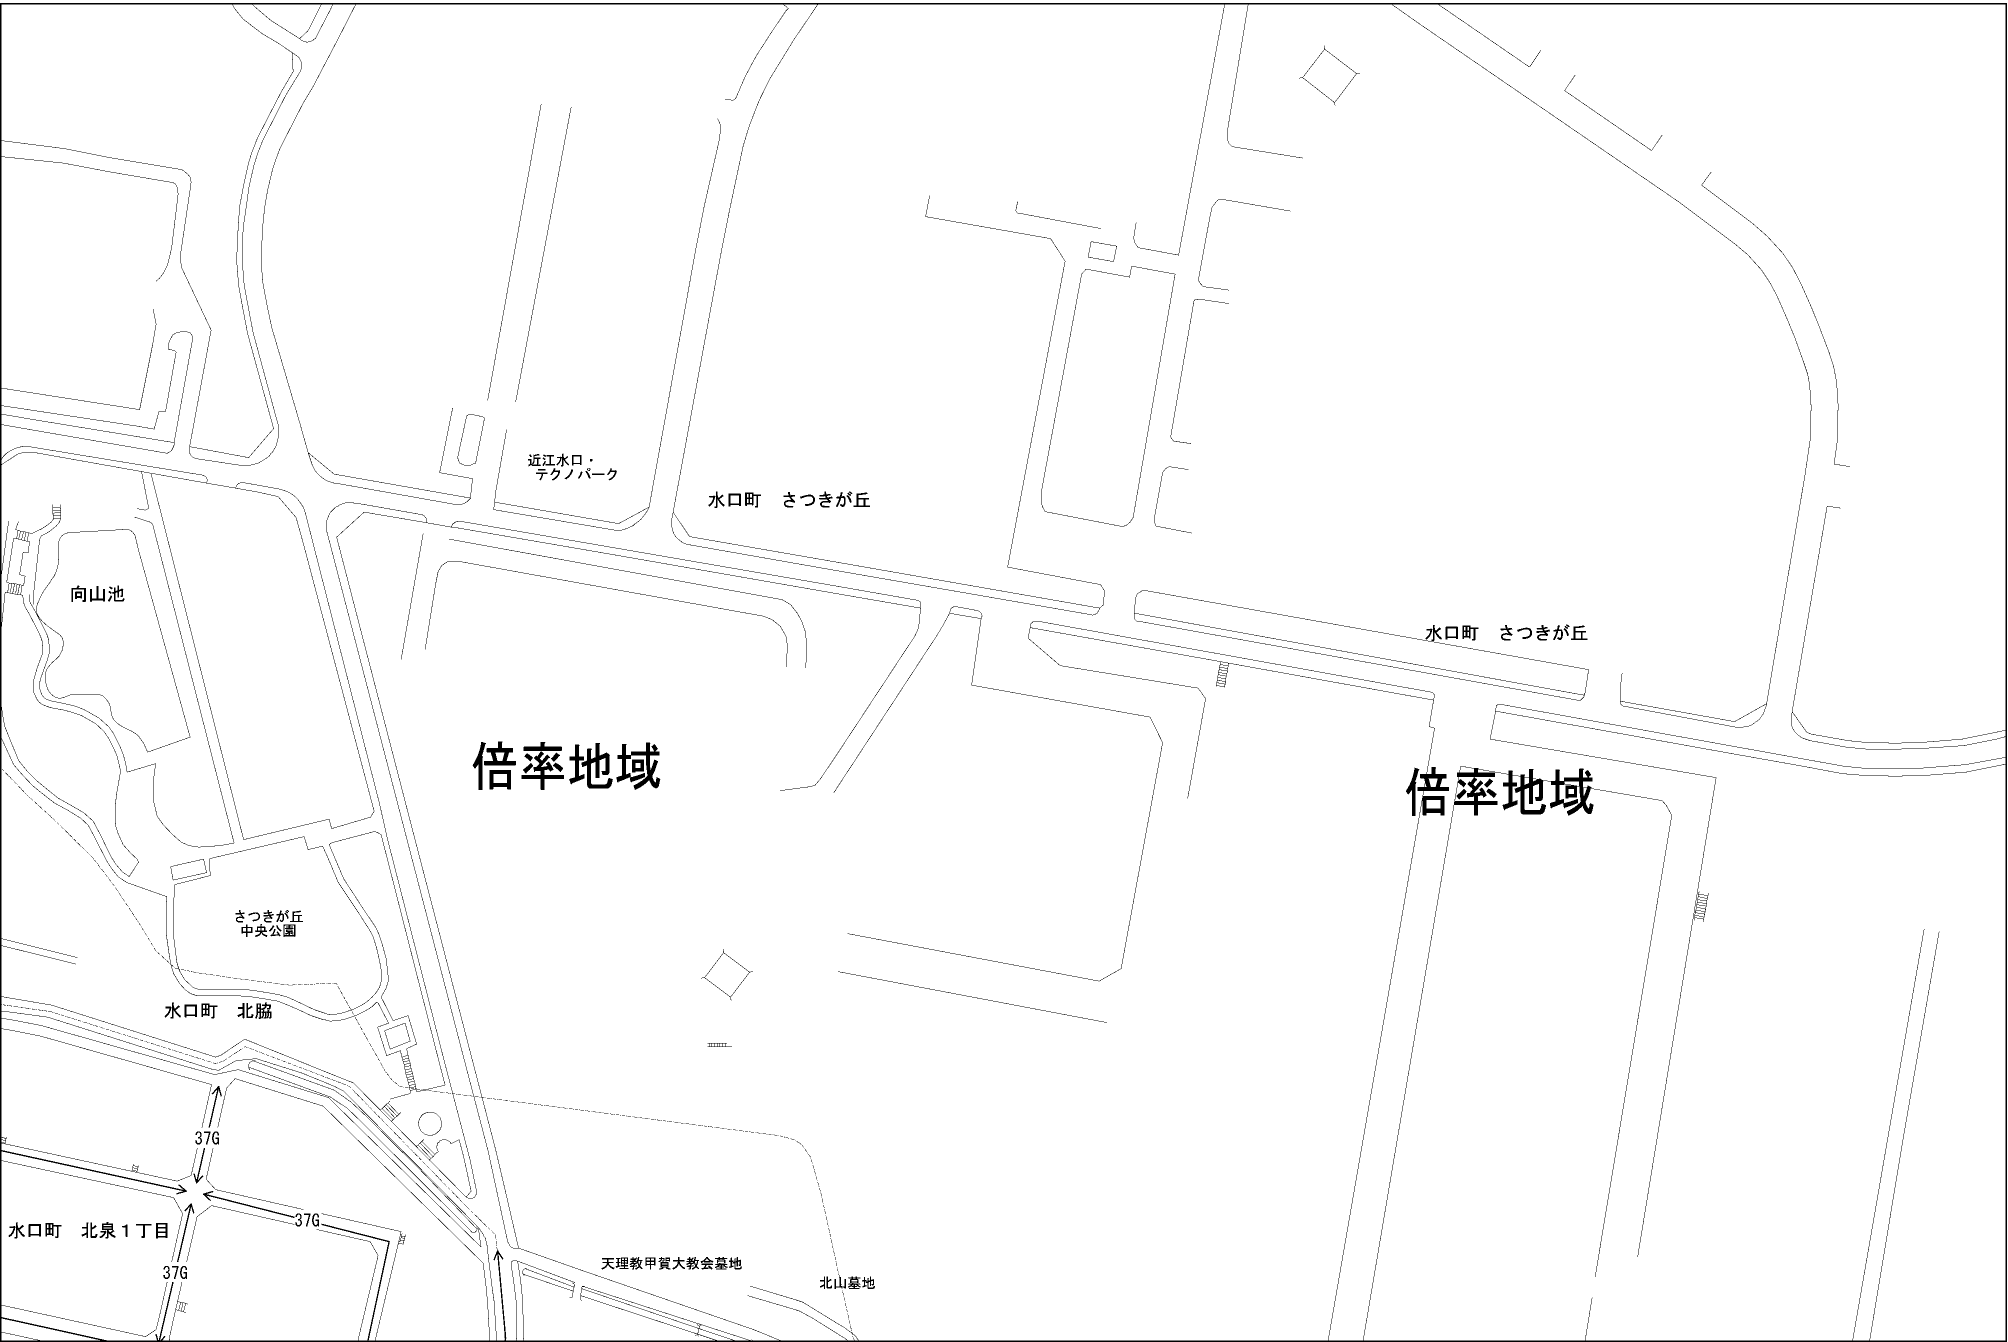 近江水口・
テクノパーク
水口町　さつきが丘
向山池
水口町　さつきが丘
倍率地域
倍率地域
さつきが丘
中央公園
水口町　北脇
37G
37G
水口町　北泉１丁目
37G
天理教甲賀大教会墓地
北山墓地